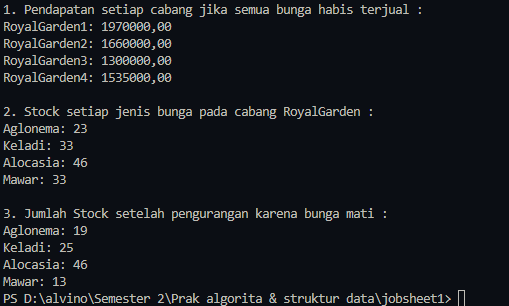 1. Pendapatan setiap cabang jika semua bunga habis terjual :
RoyalGarden1: 1970000,00
RoyalGarden2: 1660000,00
RoyalGarden3: 1300000,00
RoyalGarden4: 1535000,00
2. Stock setiap jenis bunga pada cabang RoyalGarden :
Aglonema: 23
Keladi: 33
Alocasia: 46
Mawar: 33
3. Jumlah Stock setelah pengurangan karena bunga mati :
Aglonema: 19
Keladi: 25
Alocasia: 46
Mawar: 13
PS D:\alvino\Semester 2\Prak algorita & struktur data\jobsheet1>